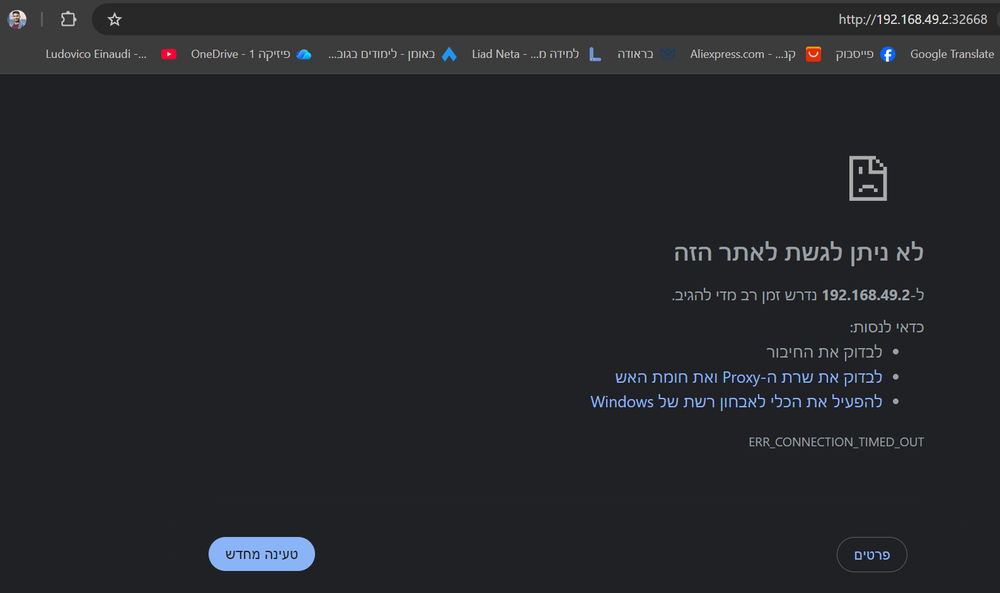 http://192.168.49.2:32668
Google Translate
פייסבוק
Aliexpress.com - ...קנ
בראודה
Liad Neta - ...למידה מ
באומן - לימודים בגוב...
OneDrive - פיזיקה 1
Ludovico Einaudi -...
לא ניתן לגשת לאתר הזה
ל-192.168.49.2 נדרש זמן רב מדי להגיב.
כדאי לנסות:
לבדוק את החיבור
לבדוק את שרת ה-Proxy ואת חומת האש
להפעיל את הכלי לאבחון רשת של Windows
ERR_CONNECTION_TIMED_OUT
פרטים
טעינה מחדש